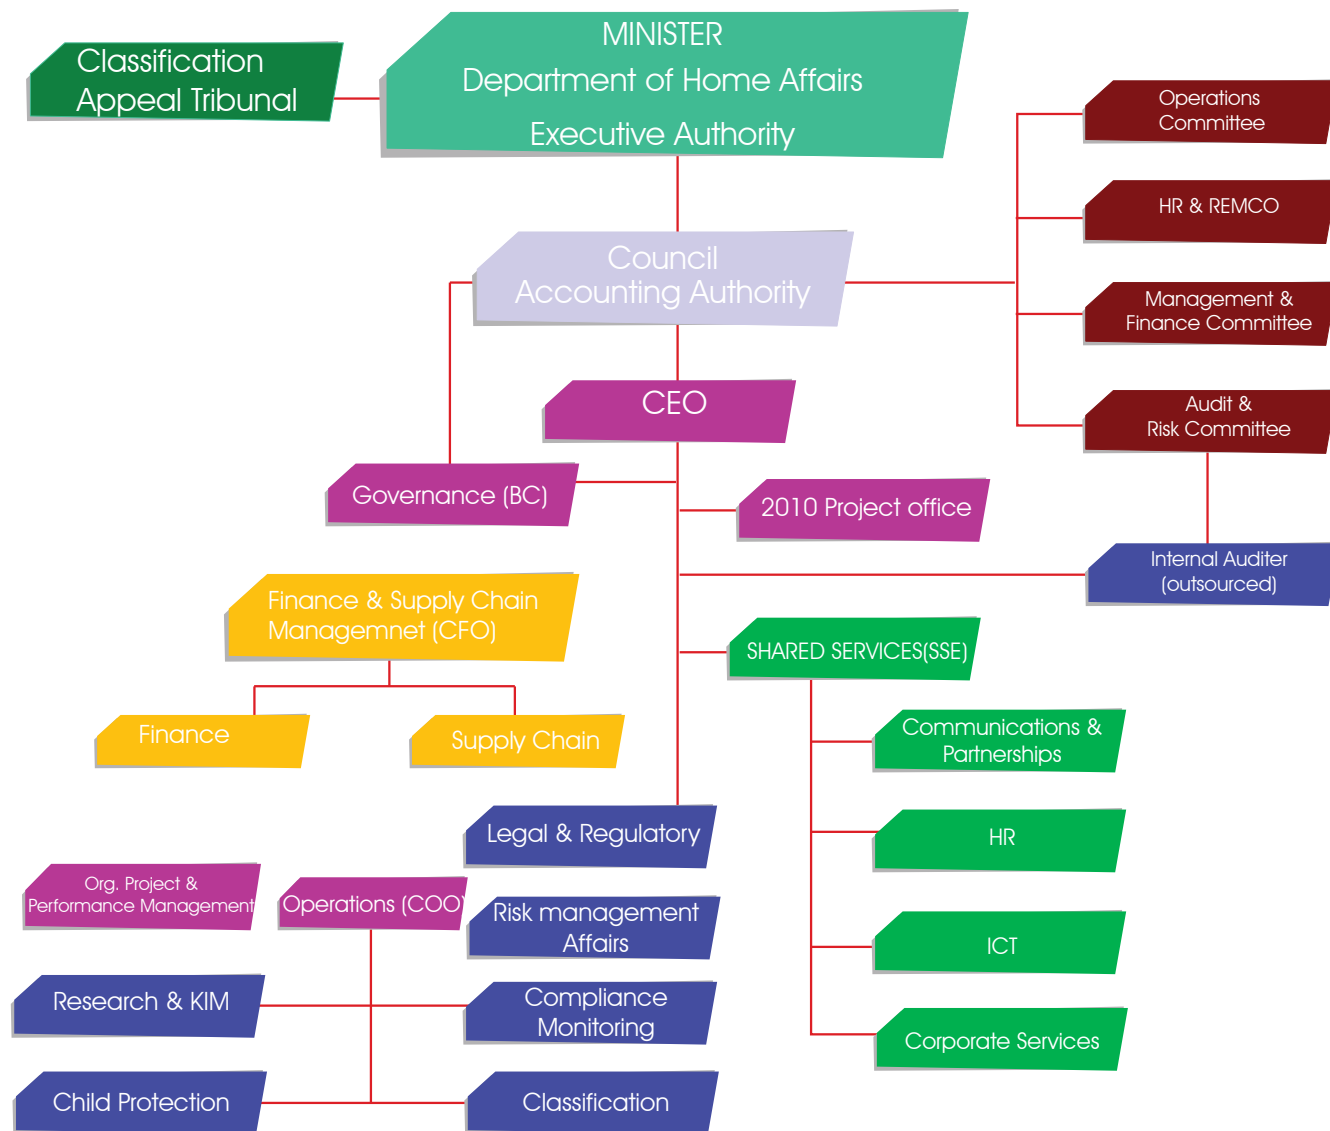 Classification
Appeal Tribunal
MINISTER
Department of Home Affairs
Executive Authority
Operations
Committee
HR & REMCO
Management &
Finance Committee
Audit &
Risk Committee
Council
Accounting Authority
CEO
Governance (BC)
2010 Project office
Internal Auditer
(outsourced)
Finance & Supply Chain
Managemnet (CFO)
Finance
Supply Chain
SHARED SERVICES(SSE)
Communications &
Partnerships
HR
ICT
Corporate Services
Legal & Regulatory
Org. Project &
Performance Management
Operations (COO)
Risk management
Affairs
Research & KIM
Compliance
Monitoring
Child Protection
Classification